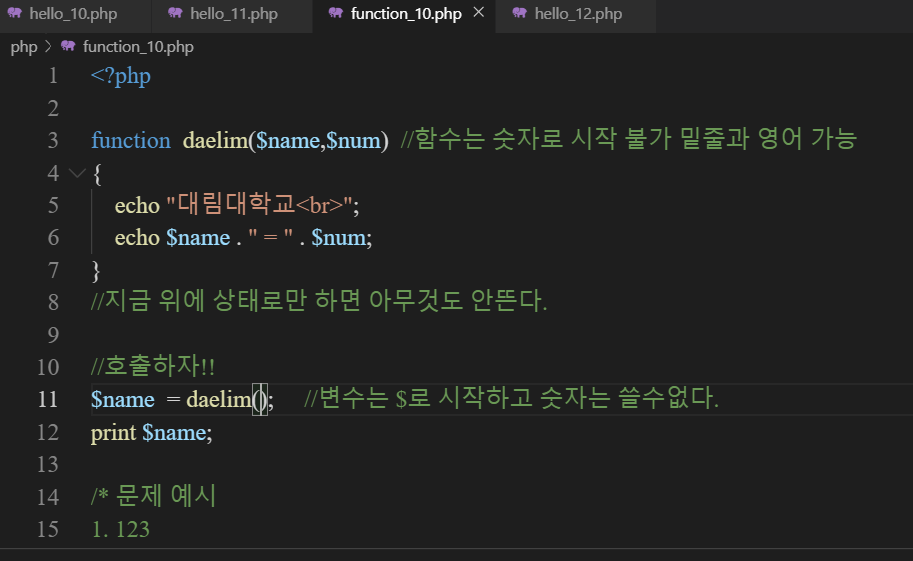 hello_10.php hello_11.php function_10.php × hello_12.php
php > function_10.php
1 <?php
2
3 function daelim($name,$num) //함수는 숫자로 시작 불가 밑줄과 영어 가능
4 {
5 echo "대림대학교<br>";
6 echo $name . " = " . $num;
7 }
8 //지금 위에 상태로만 하면 아무것도 안뜬다.
9
10 //호출하자!!
11 $name = daelim(); //변수는 $로 시작하고 숫자는 쓸수없다.
12 print $name;
13
14 /* 문제 예시
15 1. 123